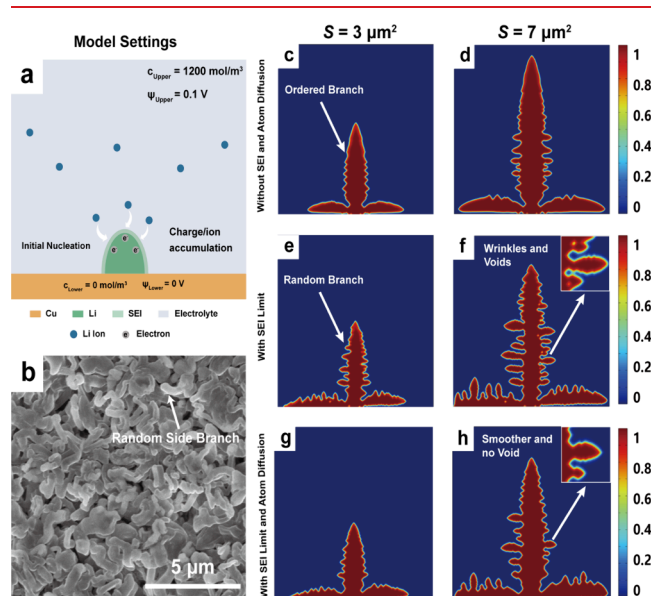 Model Settings
S = 3 μm²
S = 7 μm²
a
c Upper = 1200 mol/m³
Ψ Upper = 0.1 V
Initial Nucleation
Charge/ion
accumulation
e
e
e
c Lower = 0 mol/m³ Ψ Lower = 0 V
Cu Li SEI Electrolyte
Li Ion e Electron
b
Random Side Branch
5 μm
Without SEI and Atom Diffusion
c
Ordered Branch
d
1
0.8
0.6
0.4
0.2
0
With SEI Limit
e
Random Branch
f
Wrinkles and
Voids
1
0.8
0.6
0.4
0.2
0
With SEI Limit and Atom Diffusion
g
h
Smoother and
no Void
1
0.8
0.6
0.4
0.2
0